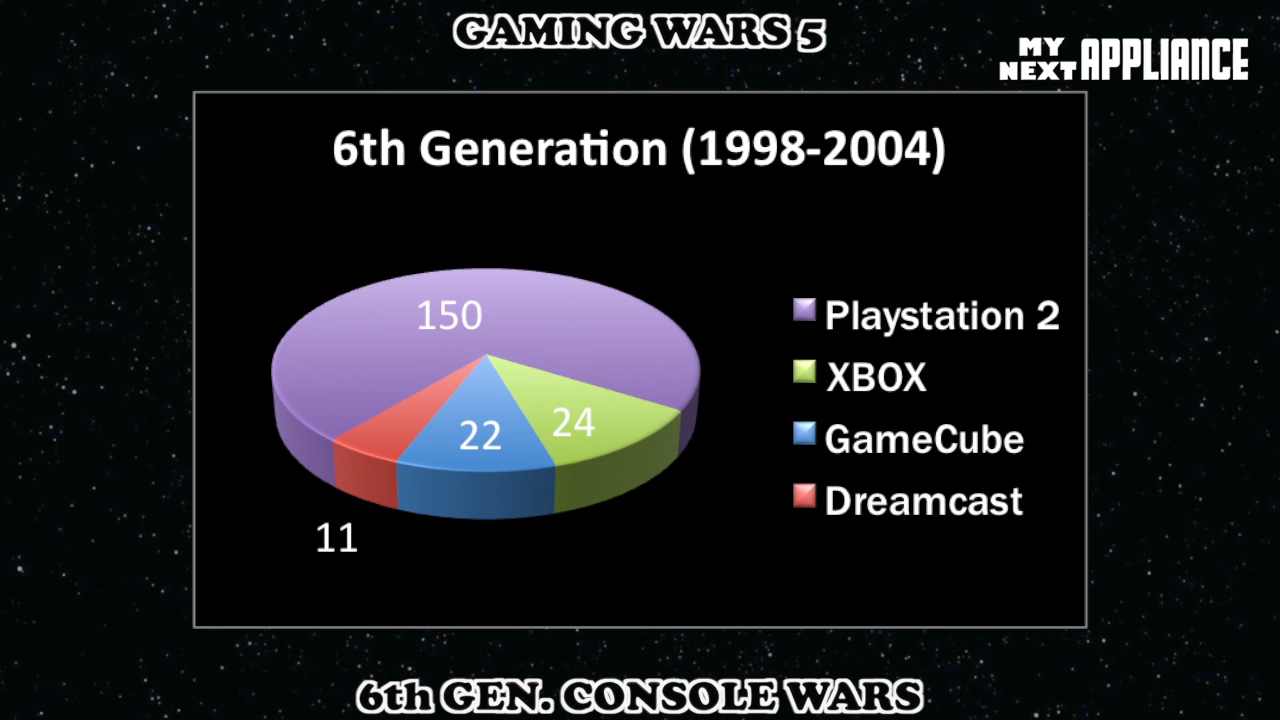 GAMING WARS 5
MY
NEXT APPLIANCE
6th Generation (1998-2004)
150
24
22
11
Playstation 2
XBOX
GameCube
Dreamcast
6th GEN. CONSOLE WARS